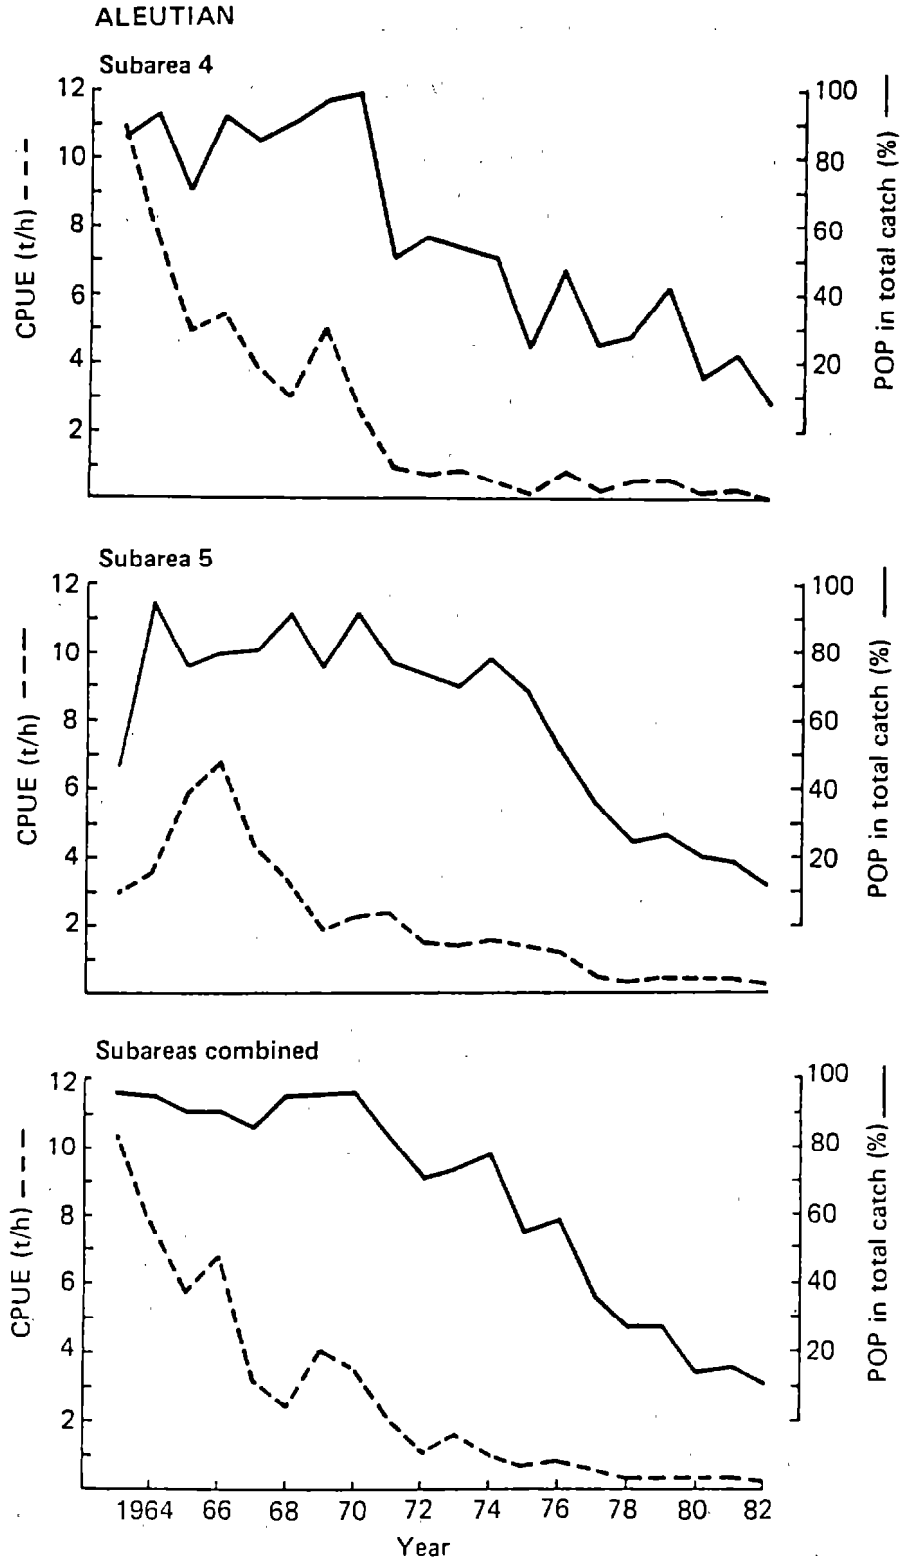 ALEUTIAN
Subarea 4
12
10
8
6
4
2
CPUE (t/h)
100
80
60
40
20
POP in total catch (%)
Subarea 5
12
10
8
6
4
2
CPUE (t/h)
100
80
60
40
20
POP in total catch (%)
Subareas combined
12
10
8
6
4
2
CPUE (t/h)
100
80
60
40
20
POP in total catch (%)
1964 66 68 70 72 74 76 78 80 82
Year